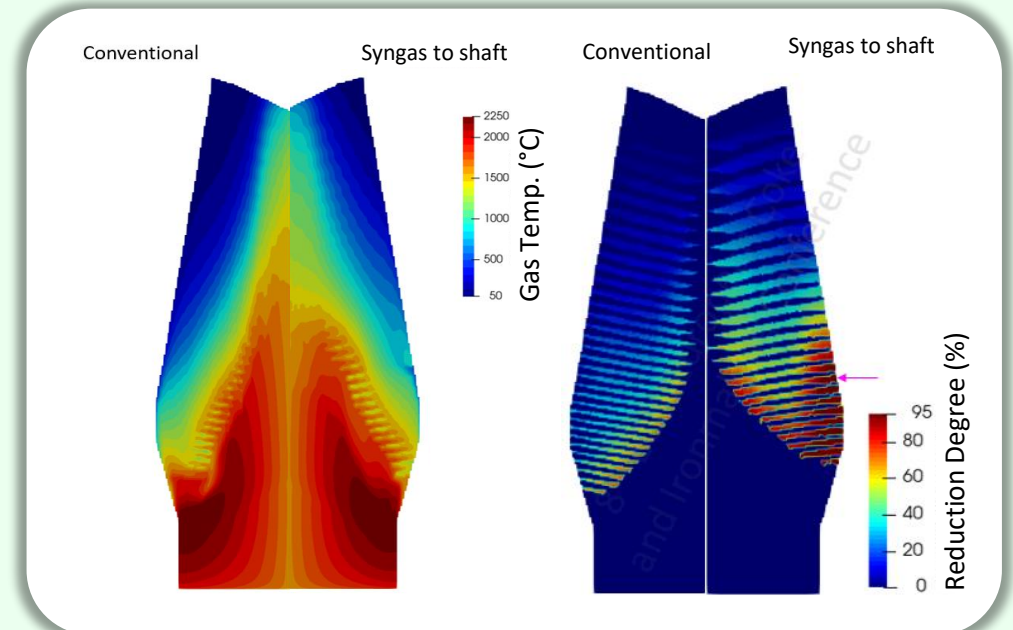 Conventional
Syngas to shaft
2250
2000
1500
1000
500
50
Gas Temp. (°C)
Conventional
Syngas to shaft
95
80
60
40
20
0
Reduction Degree (%)